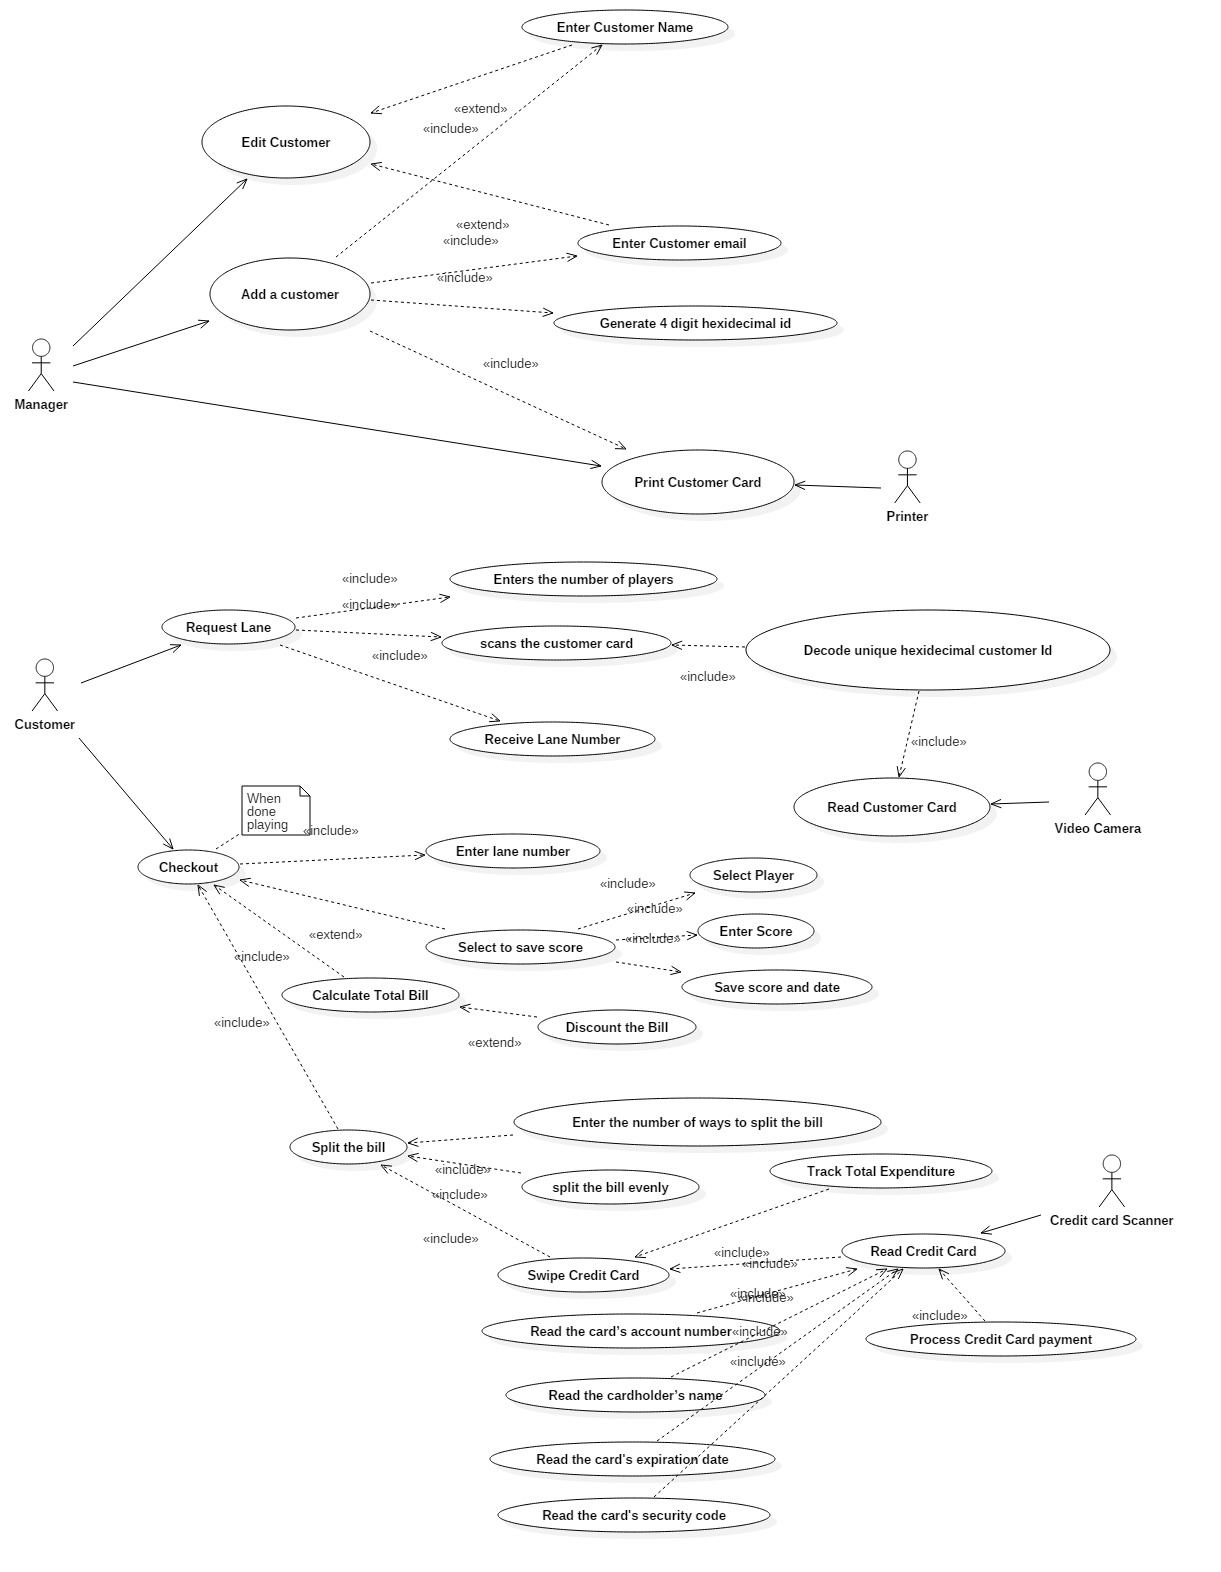 Enter Customer Name
«extend»
«include»
Edit Customer
«extend»
«include»
Enter Customer email
«include»
Add a customer
Generate 4 digit hexidecimal id
«include»
Manager
Print Customer Card
Printer
«include»
Enters the number of players
«include»
Request Lane
scans the customer card
Decode unique hexidecimal customer Id
«include»
«include»
Customer
Receive Lane Number
«include»
When
done
playing
«include»
Read Customer Card
Video Camera
Checkout
Enter lane number
«include»
Select Player
«include»
«extend»
Select to save score
«include»
Enter Score
«include»
Calculate Total Bill
Save score and date
«include»
Discount the Bill
«extend»
Enter the number of ways to split the bill
Split the bill
«include»
split the bill evenly
Track Total Expenditure
«include»
«include»
Credit card Scanner
«include»
«include»
Read Credit Card
Swipe Credit Card
«include»
«include»
«include»
Read the card’s account number
«include»
Process Credit Card payment
«include»
Read the cardholder’s name
Read the card's expiration date
Read the card's security code